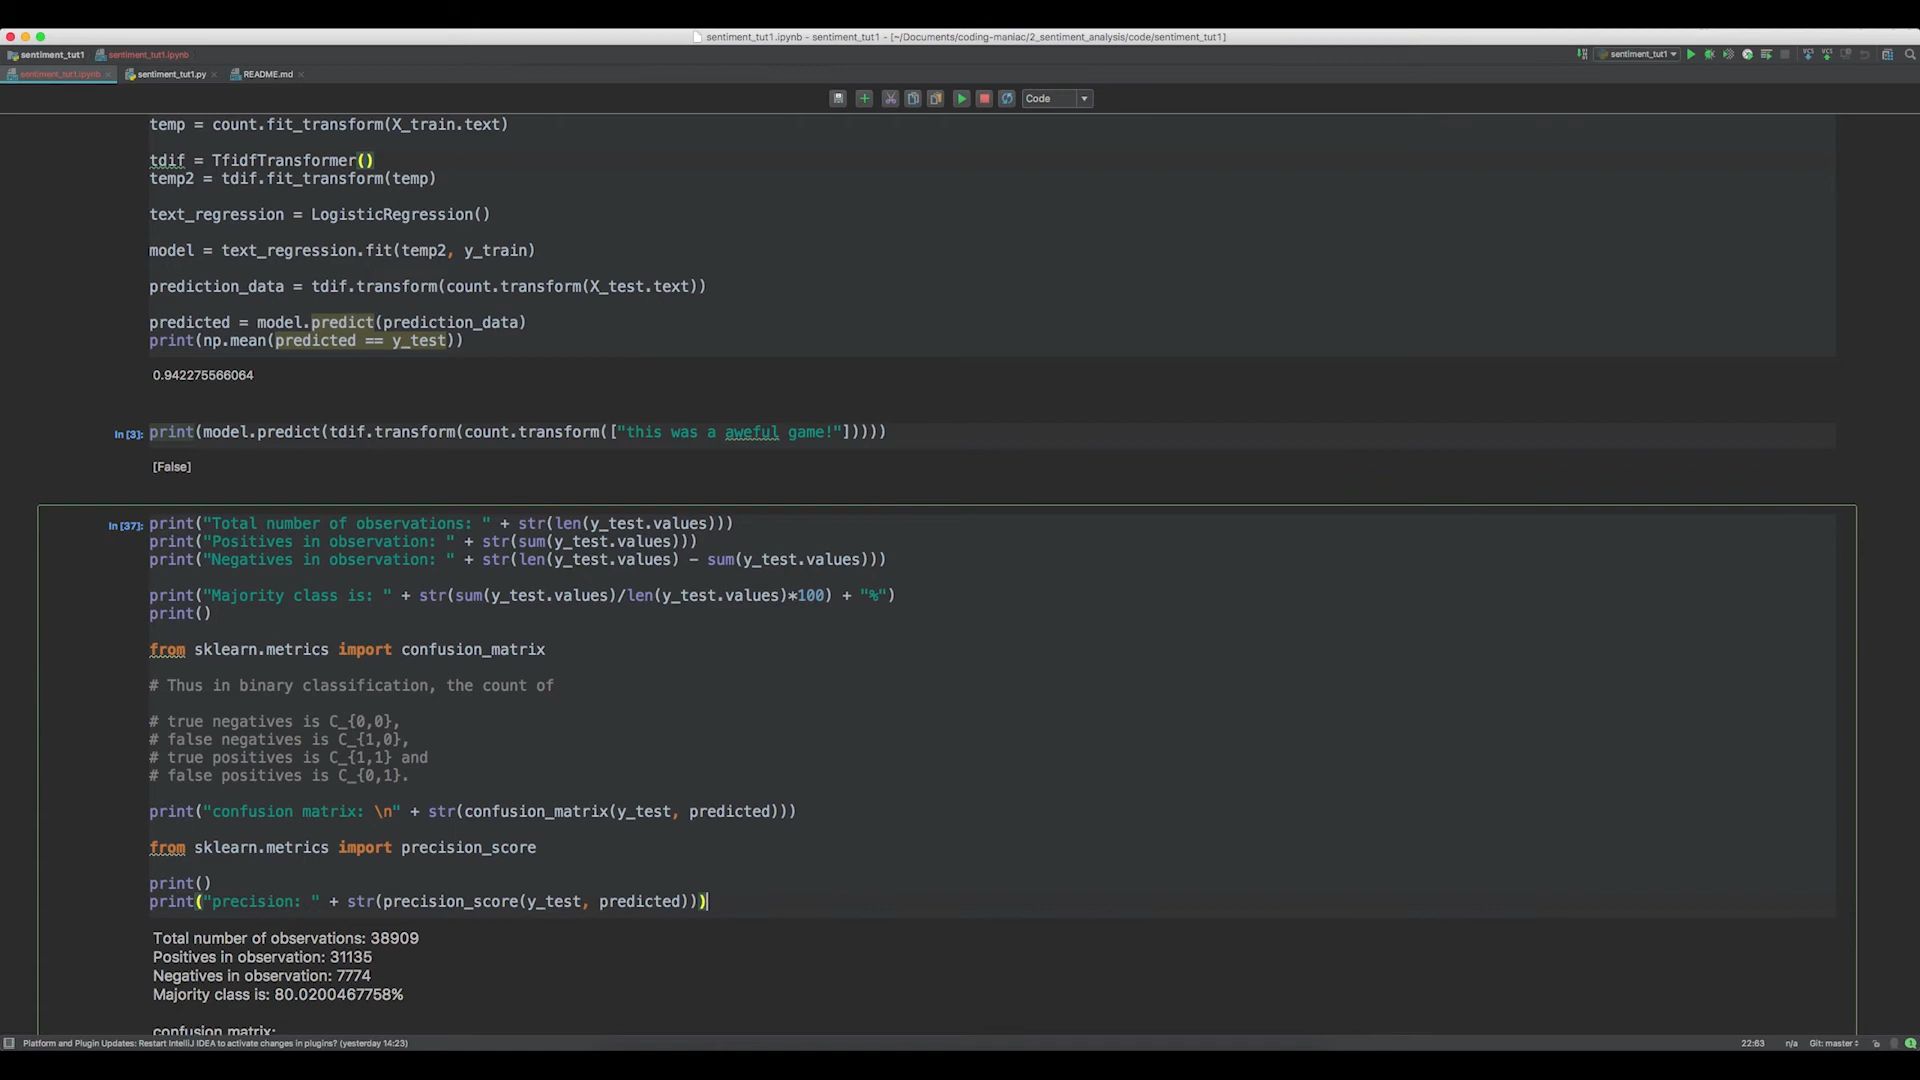 sentiment_tut1.ipynb - sentiment_tut1 - [~/Documents/coding-maniac/2_sentiment_analysis/code/sentiment_tut1]
sentiment_tut1 sentiment_tut1.ipynb sentiment_tut1
sentiment_tut1.ipynb sentiment_tut1.py README.md
Code
temp = count.fit_transform(X_train.text)
tdif = TfidfTransformer()
temp2 = tdif.fit_transform(temp)
text_regression = LogisticRegression()
model = text_regression.fit(temp2, y_train)
prediction_data = tdif.transform(count.transform(X_test.text))
predicted = model.predict(prediction_data)
print(np.mean(predicted == y_test))
0.942275566064
In [3]: print(model.predict(tdif.transform(count.transform(["this was a aweful game!"]))))
[False]
In [37]: print("Total number of observations: " + str(len(y_test.values)))
print("Positives in observation: " + str(sum(y_test.values)))
print("Negatives in observation: " + str(len(y_test.values) - sum(y_test.values)))
print("Majority class is: " + str(sum(y_test.values)/len(y_test.values)*100) + "%")
print()
from sklearn.metrics import confusion_matrix
# Thus in binary classification, the count of
# true negatives is C_{0,0},
# false negatives is C_{1,0},
# true positives is C_{1,1} and
# false positives is C_{0,1}.
print("confusion matrix: \n" + str(confusion_matrix(y_test, predicted)))
from sklearn.metrics import precision_score
print()
print("precision: " + str(precision_score(y_test, predicted)))
Total number of observations: 38909
Positives in observation: 31135
Negatives in observation: 7774
Majority class is: 80.0200467758%
confusion matrix:
Platform and Plugin Updates: Restart IntelliJ IDEA to activate changes in plugins? (yesterday 14:23) 22:63 n/a Git: master